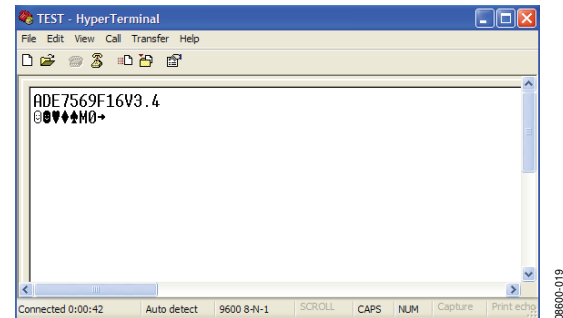 TEST - HyperTerminal
File Edit View Call Transfer Help
ADE7569F16V3.4
☺☻♥♦♠M0→
Connected 0:00:42 Auto detect 9600 8-N-1 SCROLL CAPS NUM Capture Print echo
08600-019